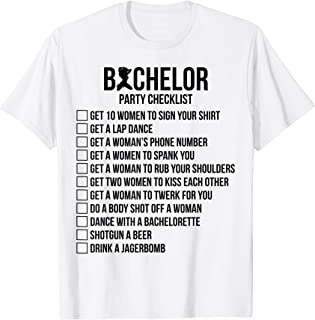 BACHELOR
PARTY CHECKLIST
GET 10 WOMEN TO SIGN YOUR SHIRT
GET A LAP DANCE
GET A WOMAN'S PHONE NUMBER
GET A WOMEN TO SPANK YOU
GET A WOMAN TO RUB YOUR SHOULDERS
GET TWO WOMEN TO KISS EACH OTHER
GET A WOMAN TO TWERK FOR YOU
DO A BODY SHOT OFF A WOMAN
DANCE WITH A BACHELORETTE
SHOTGUN A BEER
DRINK A JAGERBOMB